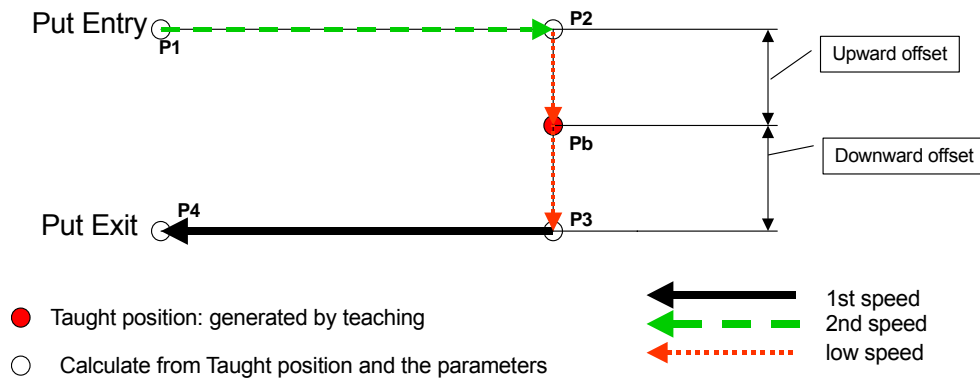 Put Entry
P1
P2
Upward offset
Pb
Downward offset
Put Exit
P4
P3
Taught position: generated by teaching
Calculate from Taught position and the parameters
1st speed
2nd speed
low speed